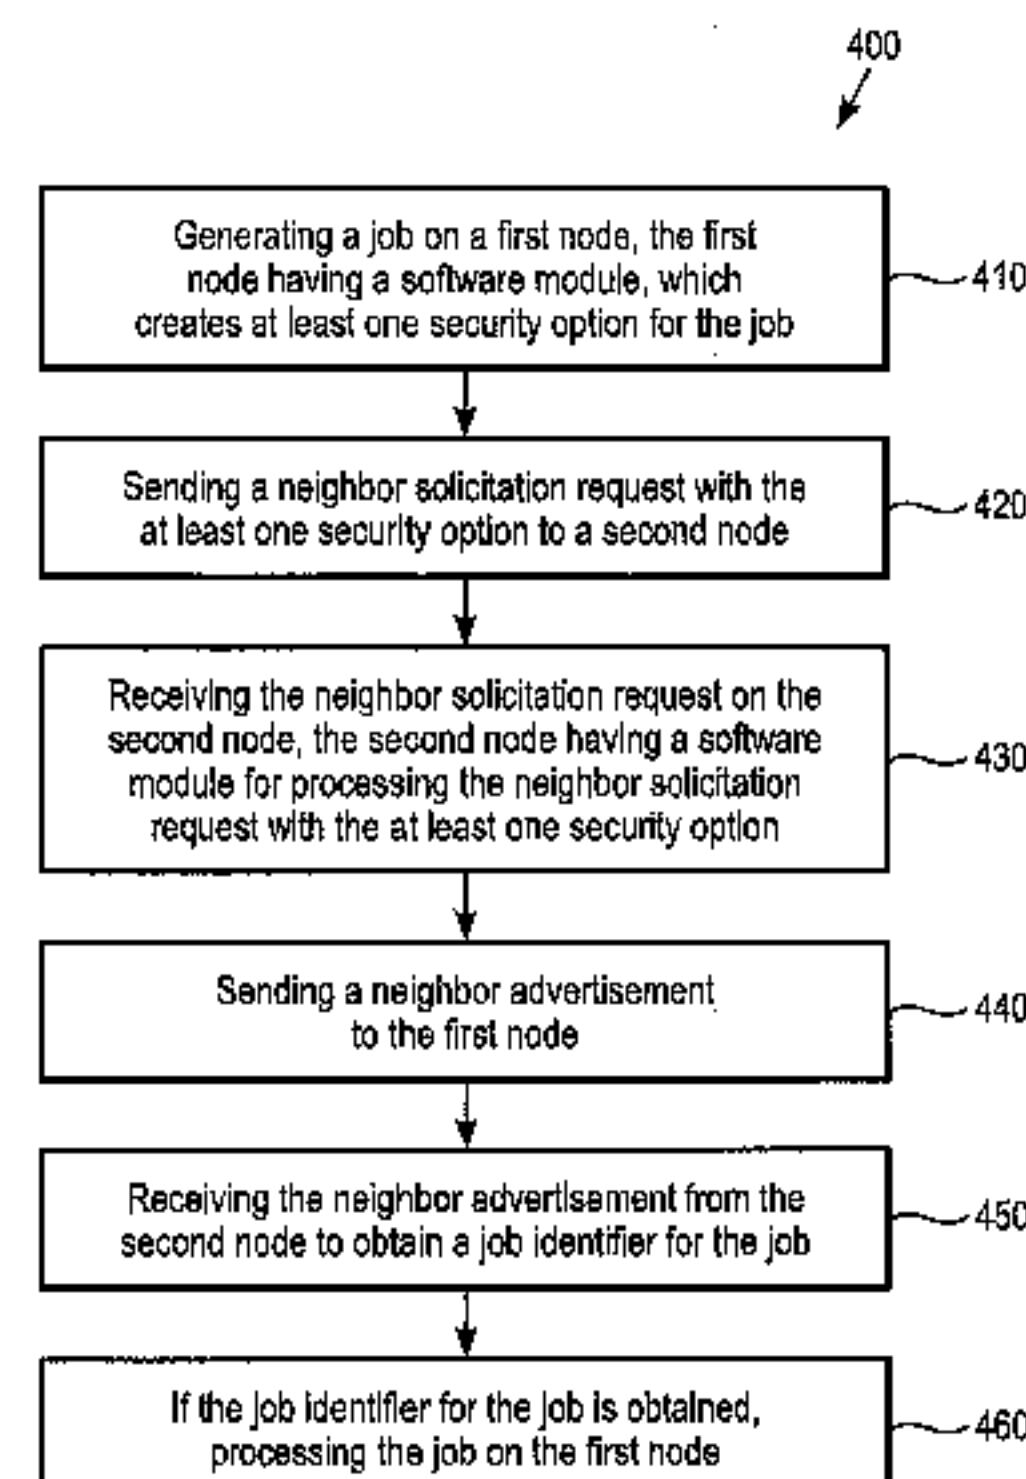 400
Generating a job on a first node, the first
node having a software module, which
creates at least one security option for the job
410
Sending a neighbor solicitation request with the
at least one security option to a second node
420
Receiving the neighbor solicitation request on the
second node, the second node having a software
module for processing the neighbor solicitation
request with the at least one security option
430
Sending a neighbor advertisement
to the first node
440
Receiving the neighbor advertisement from the
second node to obtain a job identifier for the job
450
If the job identifier for the job is obtained,
processing the job on the first node
460